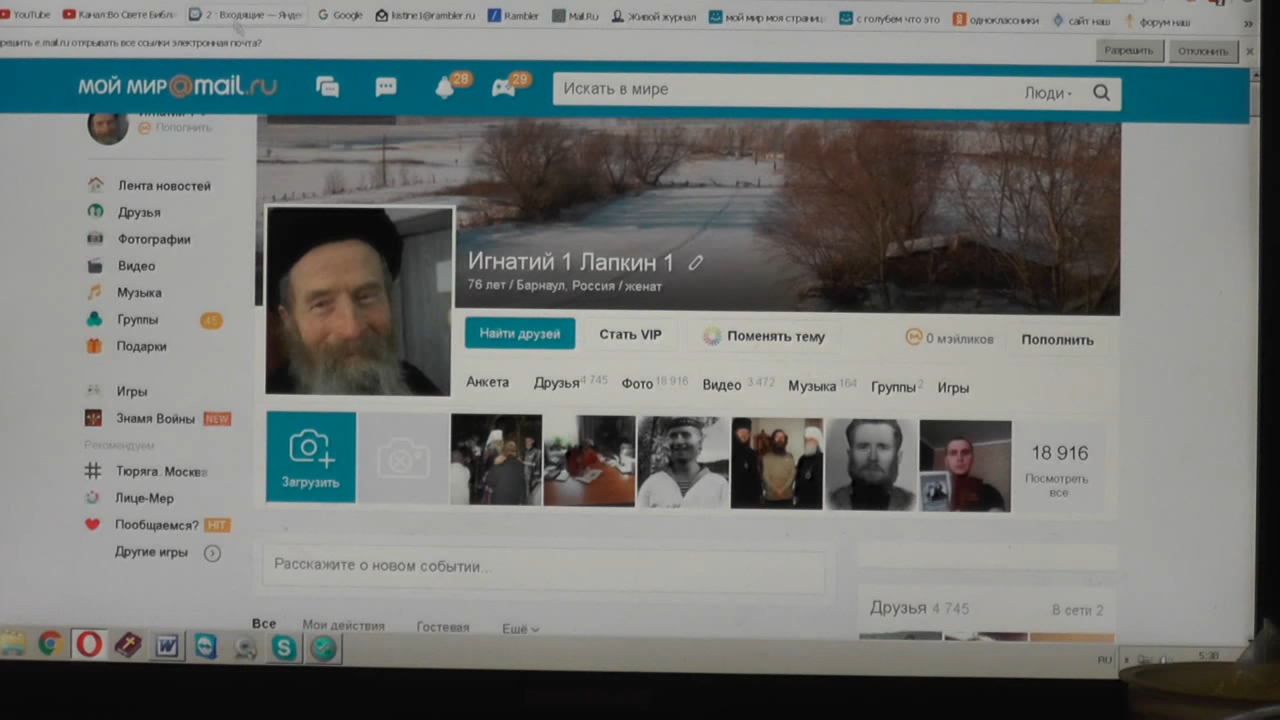 YouTube Канал:Во Свете Библ 2 · Входящие — Янде Google kistine1@rambler.ru Rambler Mail.Ru Живой журнал мой мир моя страниц с голубем что это одноклассники сайт наш форум наш »
решить e.mail.ru открывать все ссылки электронная почта? Разрешить Отклонить
МОЙ МИР@mail.ru 28 29 Искать в мире Люди
Пополнить
Лента новостей
Друзья
Фотографии
Видео
Музыка
Группы 45
Подарки
Игры
Знамя Войны NEW
Рекомендуем
Тюряга. Москва
Лице-Мер
Пообщаемся? HIT
Другие игры
Игнатий 1 Лапкин 1
76 лет / Барнаул, Россия / женат
Найти друзей Стать VIP Поменять тему 0 мэйликов Пополнить
Анкета Друзья 4 745 Фото 18 916 Видео 3 472 Музыка 164 Группы 2 Игры
Загрузить
18 916
Посмотреть
все
Расскажите о новом событии...
Все Мои действия Гостевая Ещё
Друзья 4 745 В сети 2
RU 5:38